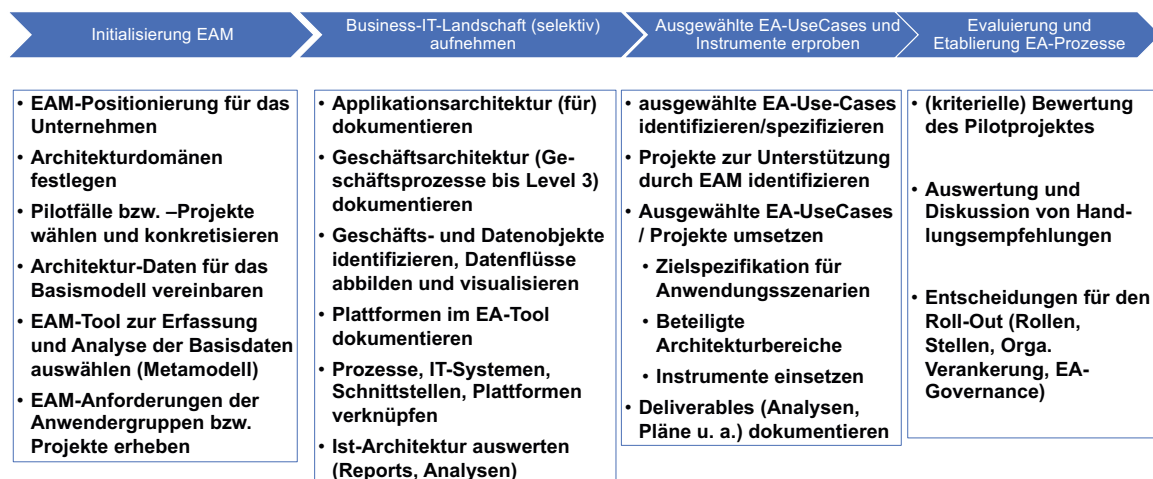 Initialisierung EAM
Business-IT-Landschaft (selektiv)
aufnehmen
Ausgewählte EA-UseCases und
Instrumente erproben
Evaluierung und
Etablierung EA-Prozesse
• EAM-Positionierung für das
Unternehmen
• Architekturdomänen
festlegen
• Pilotfälle bzw. –Projekte
wählen und konkretisieren
• Architektur-Daten für das
Basismodell vereinbaren
• EAM-Tool zur Erfassung
und Analyse der Basisdaten
auswählen (Metamodell)
• EAM-Anforderungen der
Anwendergruppen bzw.
Projekte erheben
• Applikationsarchitektur (für)
dokumentieren
• Geschäftsarchitektur (Ge-
schäftsprozesse bis Level 3)
dokumentieren
• Geschäfts- und Datenobjekte
identifizieren, Datenflüsse
abbilden und visualisieren
• Plattformen im EA-Tool
dokumentieren
• Prozesse, IT-Systemen,
Schnittstellen, Plattformen
verknüpfen
• Ist-Architektur auswerten
(Reports, Analysen)
• ausgewählte EA-Use-Cases
identifizieren/spezifizieren
• Projekte zur Unterstützung
durch EAM identifizieren
• Ausgewählte EA-UseCases
/ Projekte umsetzen
• Zielspezifikation für
Anwendungsszenarien
• Beteiligte
Architekturbereiche
• Instrumente einsetzen
• Deliverables (Analysen,
Pläne u. a.) dokumentieren
• (kriterielle) Bewertung
des Pilotprojektes
• Auswertung und
Diskussion von Hand-
lungsempfehlungen
• Entscheidungen für den
Roll-Out (Rollen,
Stellen, Orga.
Verankerung, EA-
Governance)